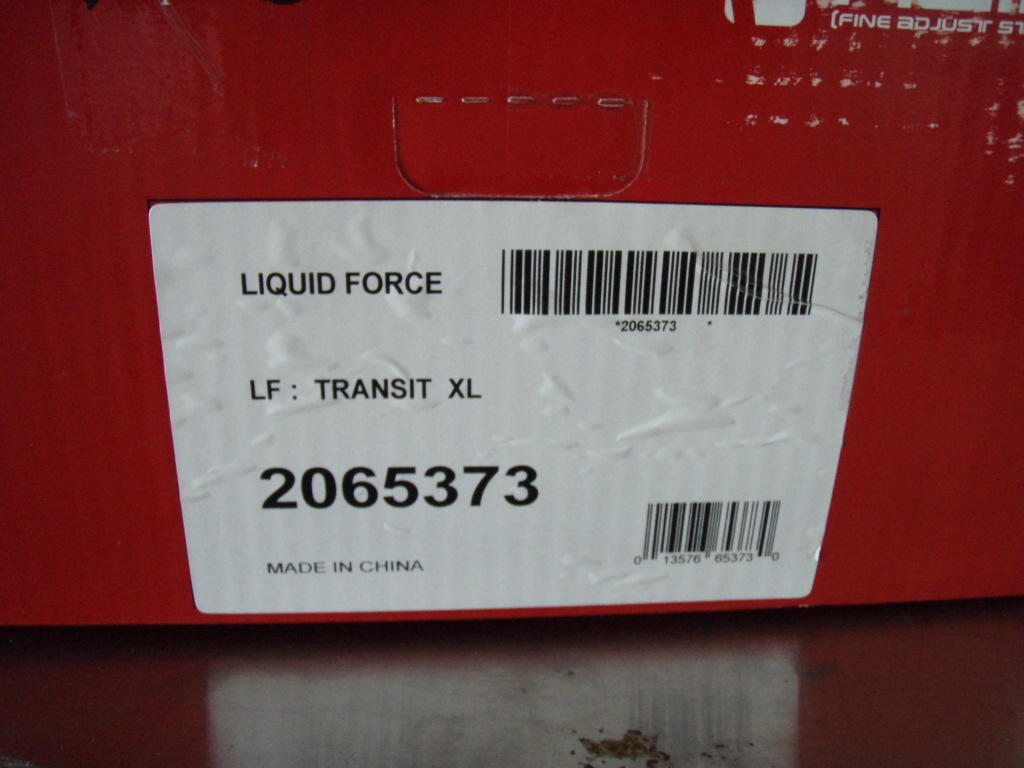 (FINE ADJUST
LIQUID FORCE
*2065373 *
LF : TRANSIT XL
2065373
0 13576 65373 0
MADE IN CHINA